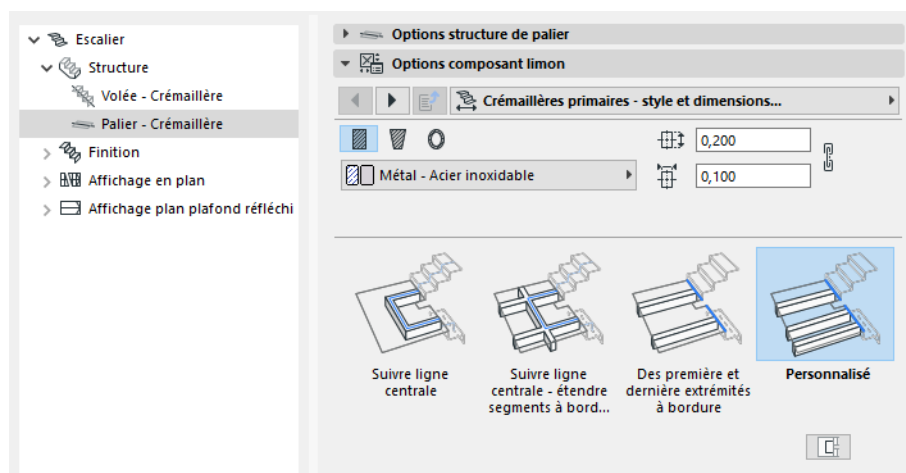 Escalier
Structure
Volée - Crémaillère
Palier - Crémaillère
Finition
Affichage en plan
Affichage plan plafond réfléchi
Options structure de palier
Options composant limon
Crémaillères primaires - style et dimensions...
0,200
Métal - Acier inoxidable
0,100
Suivre ligne
centrale
Suivre ligne
centrale - étendre
segments à bord...
Des première et
dernière extrémités
à bordure
Personnalisé